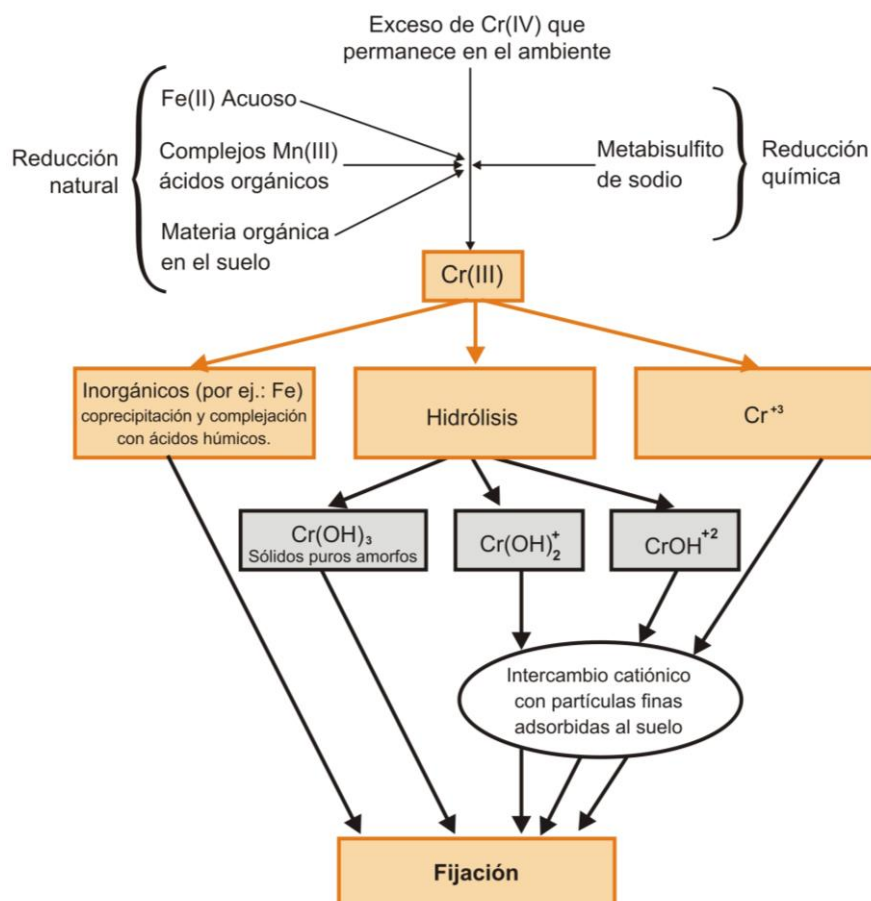 Exceso de Cr(IV) que
permanece en el ambiente
Reducción
natural
Fe(II) Acuoso
Complejos Mn(III)
ácidos orgánicos
Materia orgánica
en el suelo
Metabisulfito
de sodio
Reducción
química
Cr(III)
Inorgánicos (por ej.: Fe)
coprecipitación y complejación
con ácidos húmicos.
Hidrólisis
Cr⁺³
Cr(OH)₃
Sólidos puros amorfos
Cr(OH)₂⁺
CrOH⁺²
Intercambio catiónico
con partículas finas
adsorbidas al suelo
Fijación